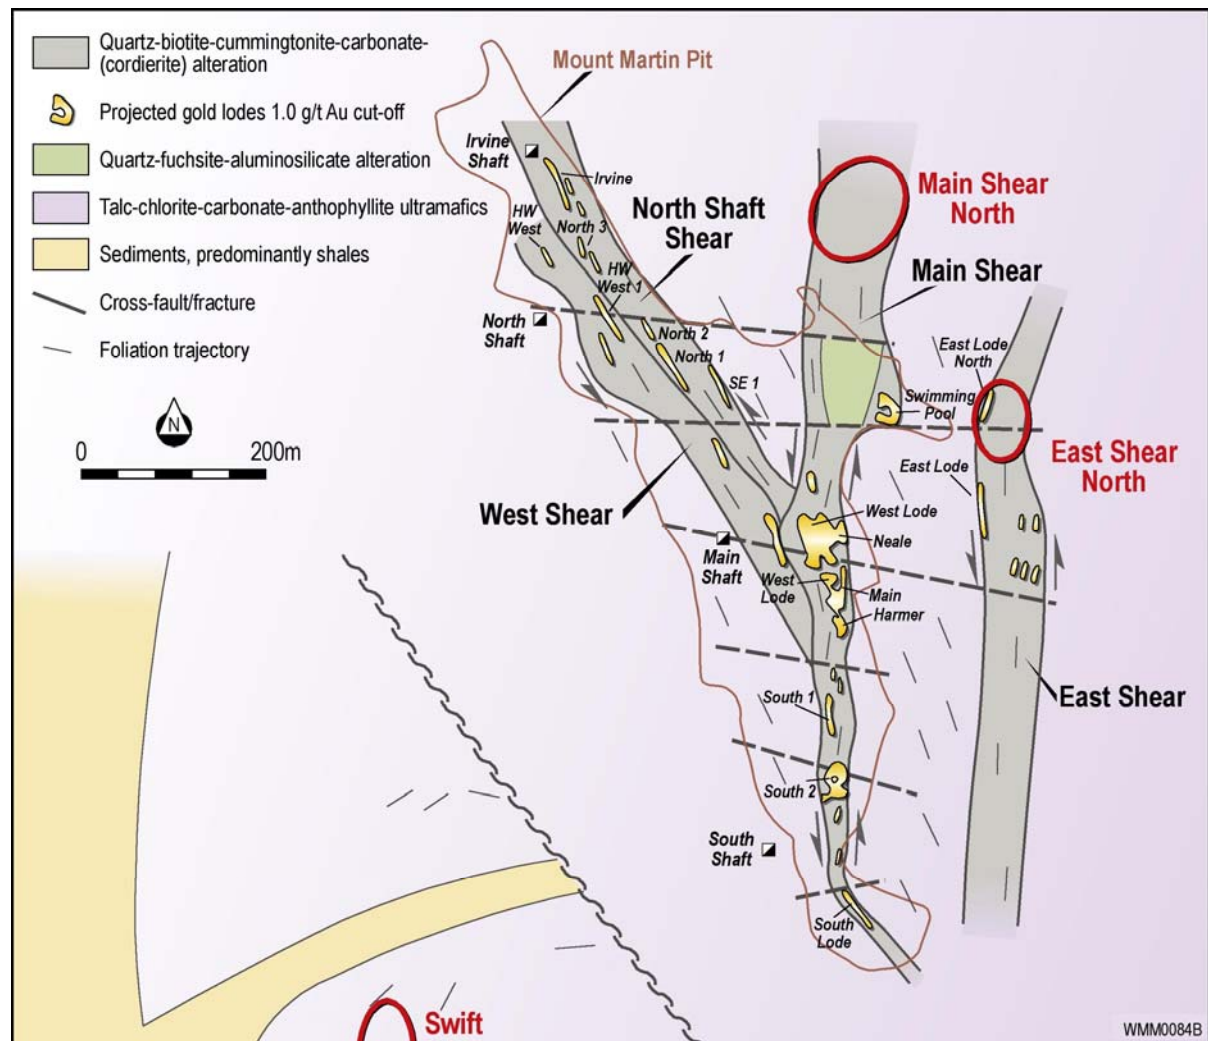 Quartz-biotite-cummingtonite-carbonate-
(cordierite) alteration
Projected gold lodes 1.0 g/t Au cut-off
Quartz-fuchsite-aluminosilicate alteration
Talc-chlorite-carbonate-anthophyllite ultramafics
Sediments, predominantly shales
Cross-fault/fracture
Foliation trajectory
N
0
200m
Mount Martin Pit
Irvine
Shaft
Irvine
HW
West
North 3
North Shaft
Shear
HW
West 1
North
Shaft
North 2
North 1
SE 1
Main Shear
North
Main Shear
East Lode
North
Swimming
Pool
East Shear
North
East Lode
West Shear
West Lode
Neale
Main
Shaft
West
Lode
Main
Harmer
South 1
East Shear
South 2
South
Shaft
South
Lode
Swift
WMM0084B